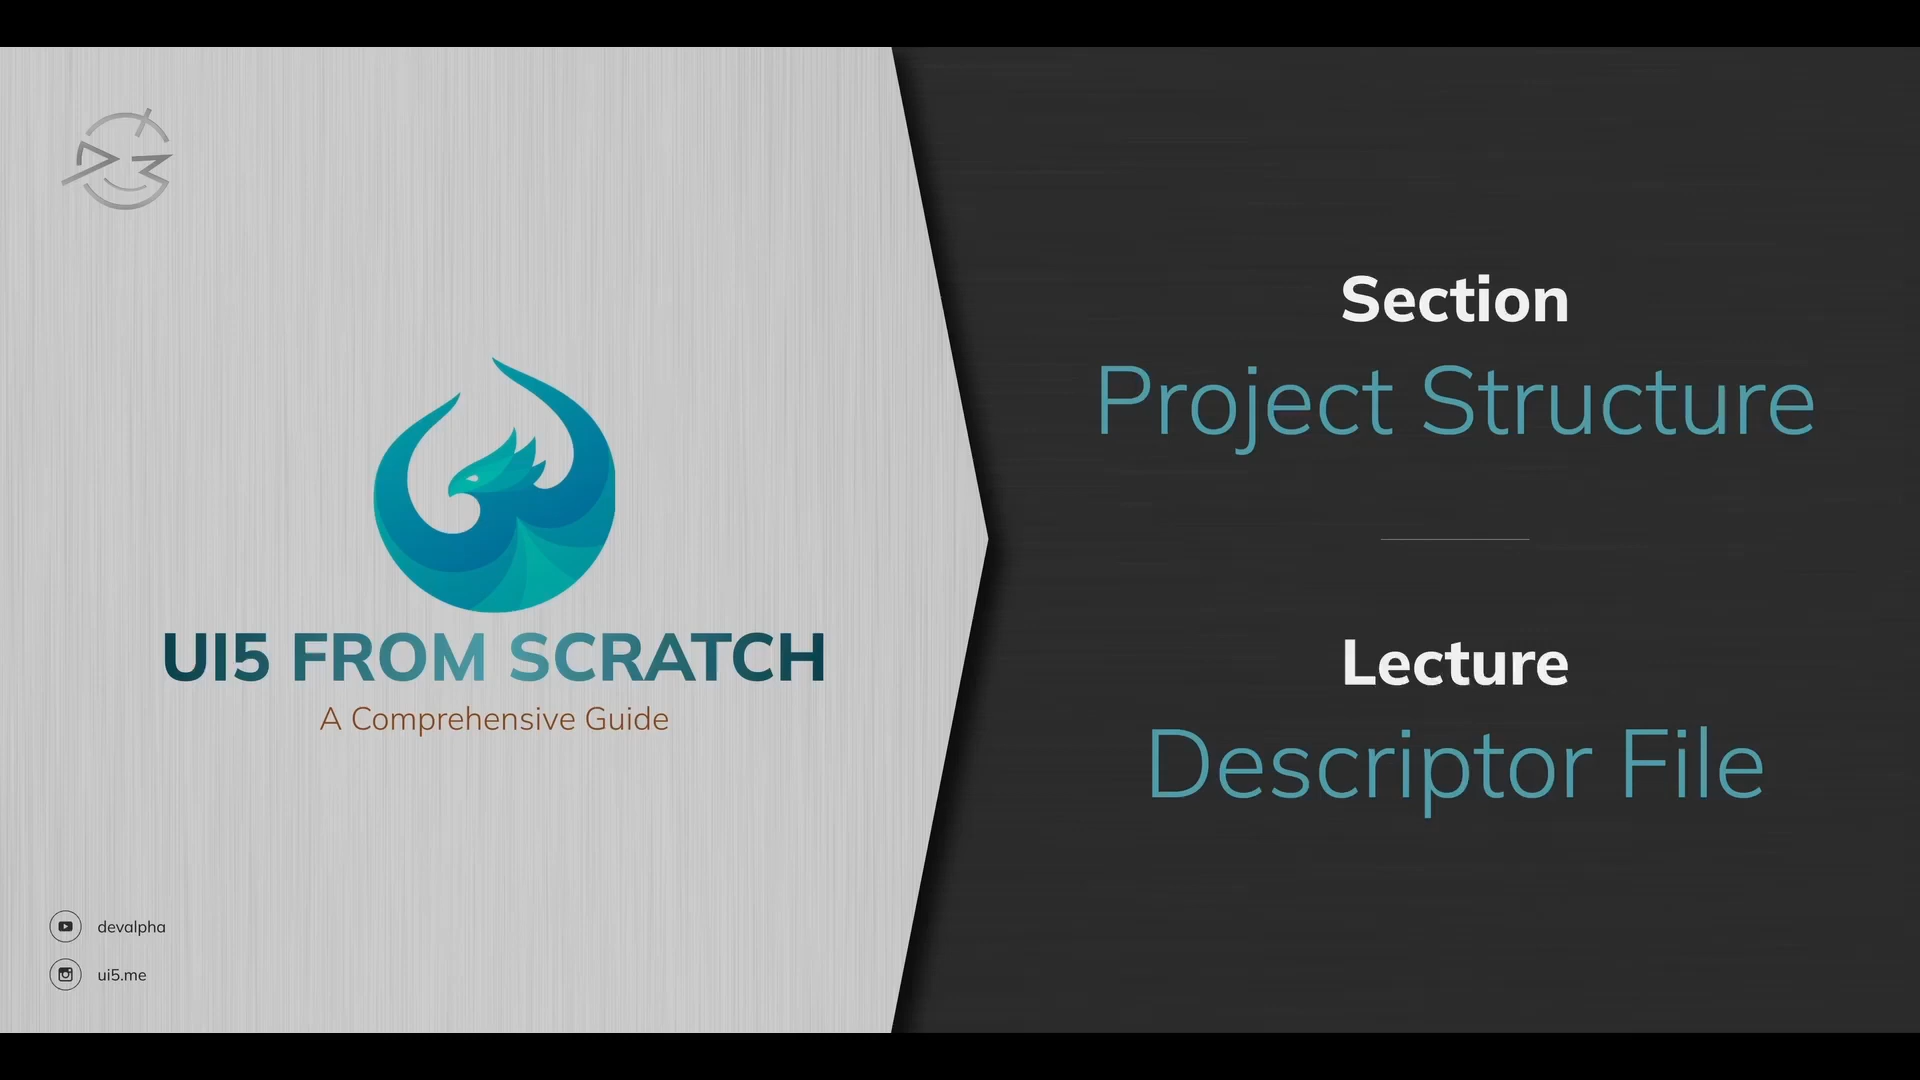 UI5 FROM SCRATCH
A Comprehensive Guide
devalpha
ui5.me
Section
Project Structure
Lecture
Descriptor File